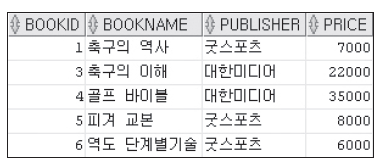 BOOKID BOOKNAME PUBLISHER PRICE
1 축구의 역사 굿스포츠 7000
3 축구의 이해 대한미디어 22000
4 골프 바이블 대한미디어 35000
5 피겨 교본 굿스포츠 8000
6 역도 단계별기술 굿스포츠 6000